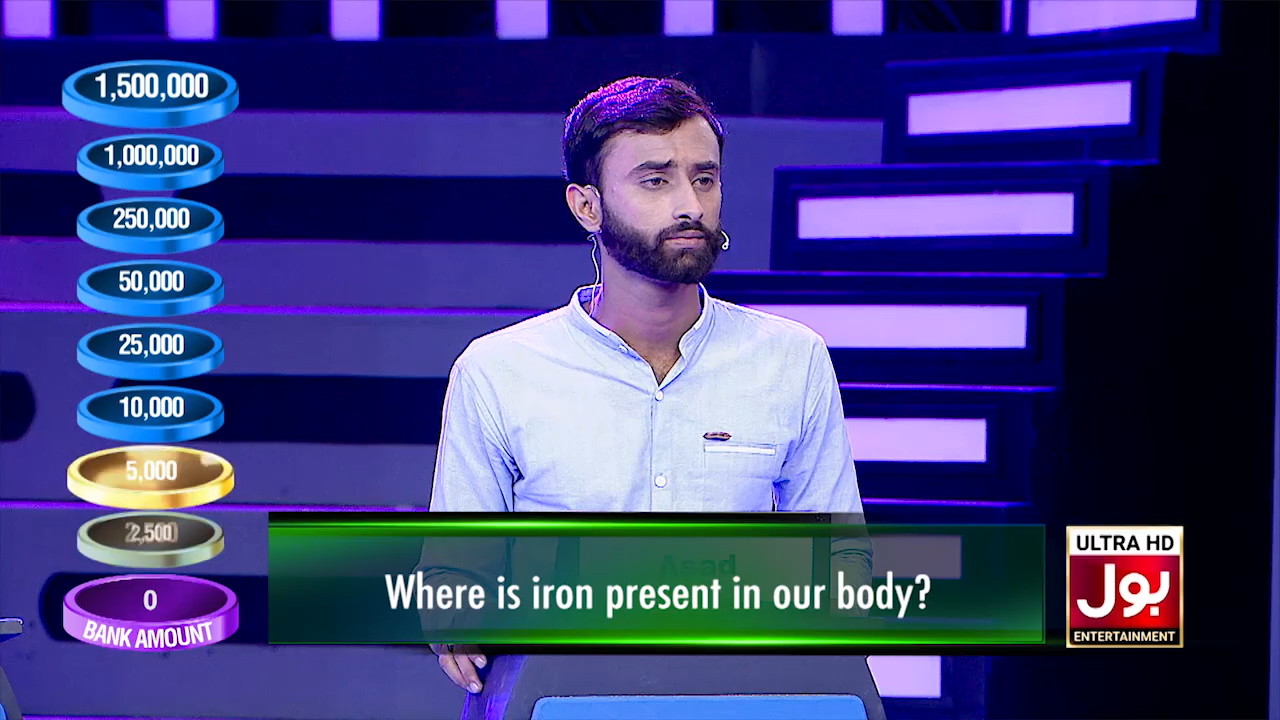 1,500,000
1,000,000
250,000
50,000
25,000
10,000
5,000
2,500
0
BANK AMOUNT
Asad
Where is iron present in our body?
ULTRA HD
بول
ENTERTAINMENT